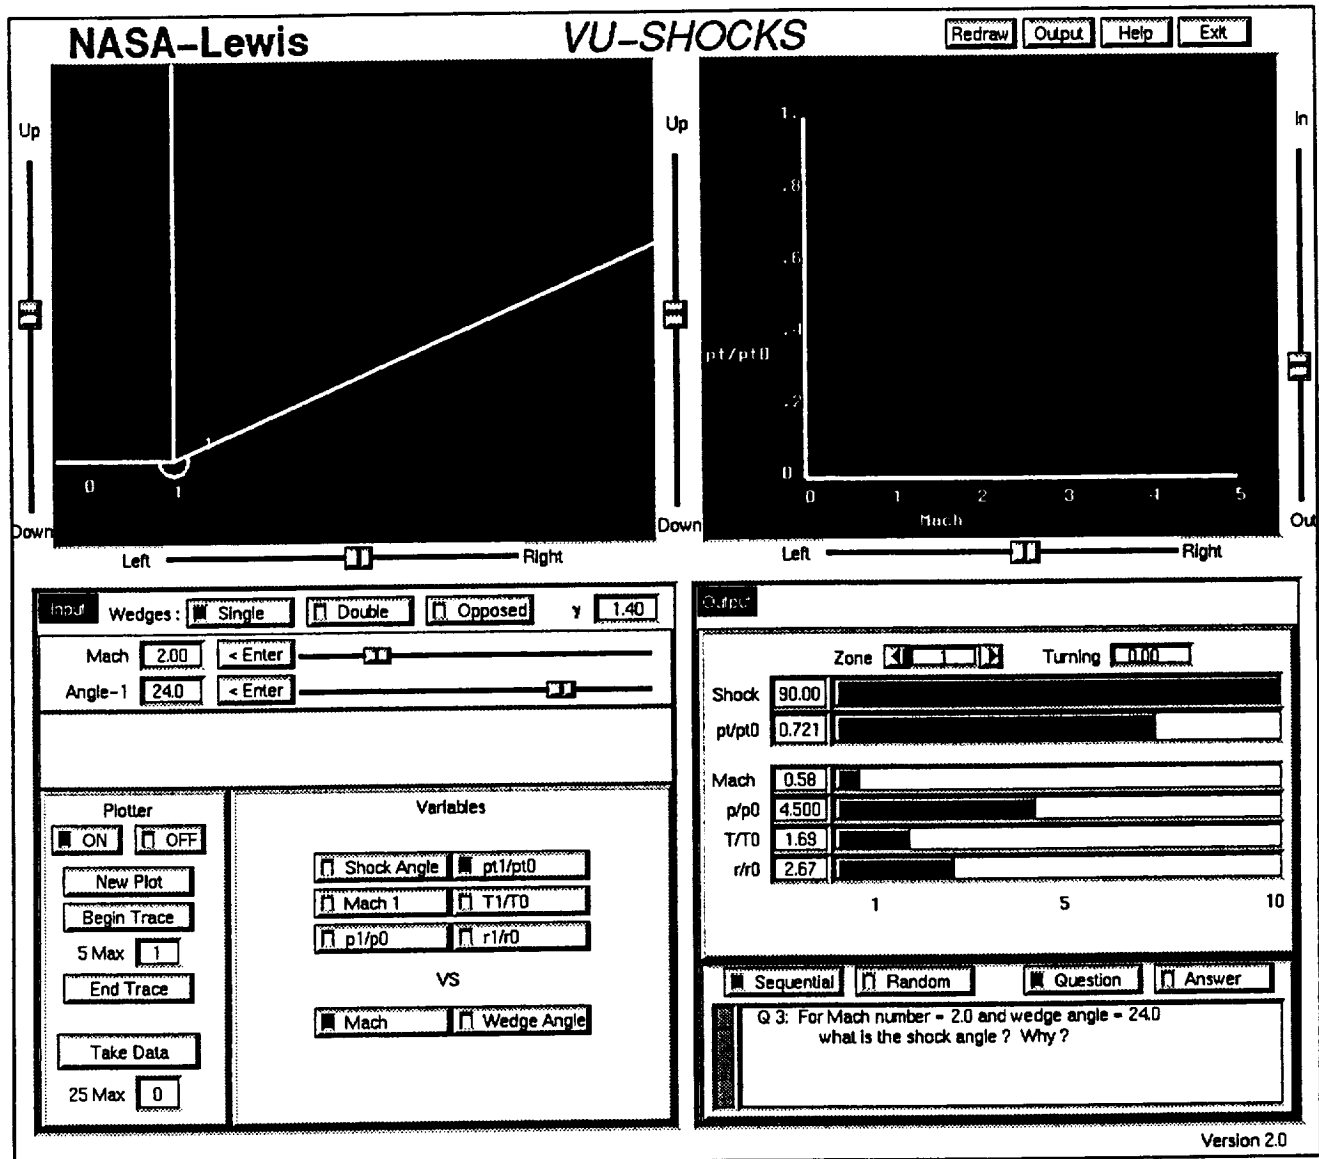 NASA-Lewis
VU-SHOCKS
Redraw Output Help Exit
Up
Down
Left Right
0 1 1
Up
Down
1.
.8
.6
.4
.2
0
pt/pt0
0 1 2 3 4 5
Mach
Left Right
In
Out
Input Wedges : Single Double Opposed γ 1.40
Mach 2.00 < Enter
Angle-1 24.0 < Enter
Plotter
ON OFF
New Plot
Begin Trace
5 Max 1
End Trace
Take Data
25 Max 0
Variables
Shock Angle pt1/pt0
Mach 1 T1/T0
p1/p0 r1/r0
VS
Mach Wedge Angle
Output
Zone 1 Turning 0.00
Shock 90.00
pt/pt0 0.721
Mach 0.58
p/p0 4.500
T/T0 1.69
r/r0 2.67
1 5 10
Sequential Random Question Answer
Q 3: For Mach number = 2.0 and wedge angle = 24.0
what is the shock angle ? Why ?
Version 2.0